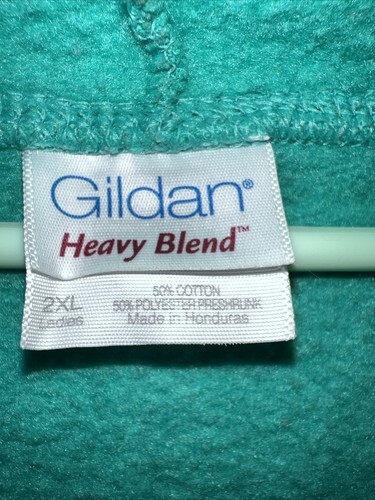 Gildan®
Heavy Blend™
2XL
Ladies
50% COTTON
50% POLYESTER PRESHRUNK
Made in Honduras